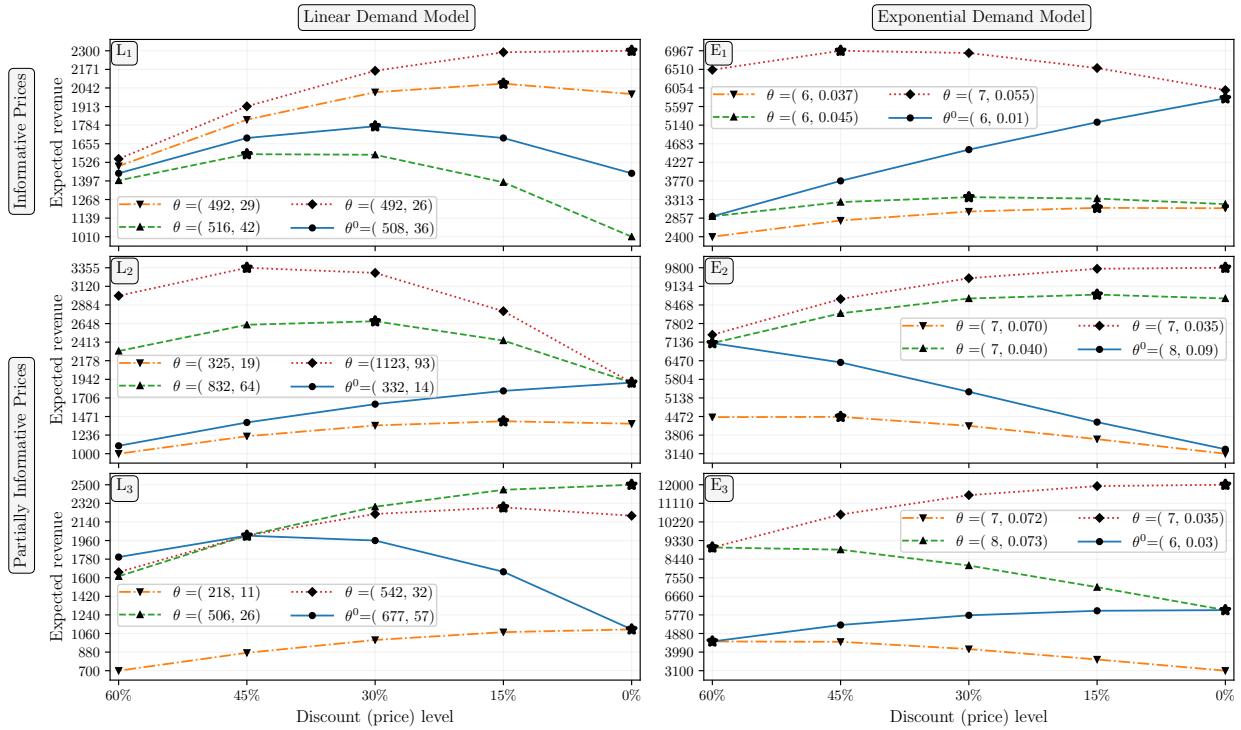 Linear Demand Model
Exponential Demand Model
Informative Prices
Partially Informative Prices
L1
Expected revenue
2300
2171
2042
1913
1784
1655
1526
1397
1268
1139
1010
θ =( 492, 29)
θ =( 516, 42)
θ =( 492, 26)
θ⁰=( 508, 36)
E1
Expected revenue
6967
6510
6054
5597
5140
4683
4227
3770
3313
2857
2400
θ =( 6, 0.037)
θ =( 6, 0.045)
θ =( 7, 0.055)
θ⁰=( 6, 0.01)
L2
Expected revenue
3355
3120
2884
2648
2413
2178
1942
1706
1471
1236
1000
θ =( 325, 19)
θ =( 832, 64)
θ =(1123, 93)
θ⁰=( 332, 14)
E2
Expected revenue
9800
9134
8468
7802
7136
6470
5804
5138
4472
3806
3140
θ =( 7, 0.070)
θ =( 7, 0.040)
θ =( 7, 0.035)
θ⁰=( 8, 0.09)
L3
Expected revenue
2500
2320
2140
1960
1780
1600
1420
1240
1060
880
700
θ =( 218, 11)
θ =( 506, 26)
θ =( 542, 32)
θ⁰=( 677, 57)
60%
45%
30%
15%
0%
Discount (price) level
E3
Expected revenue
12000
11110
10220
9330
8440
7550
6660
5770
4880
3990
3100
θ =( 7, 0.072)
θ =( 8, 0.073)
θ =( 7, 0.035)
θ⁰=( 6, 0.03)
60%
45%
30%
15%
0%
Discount (price) level